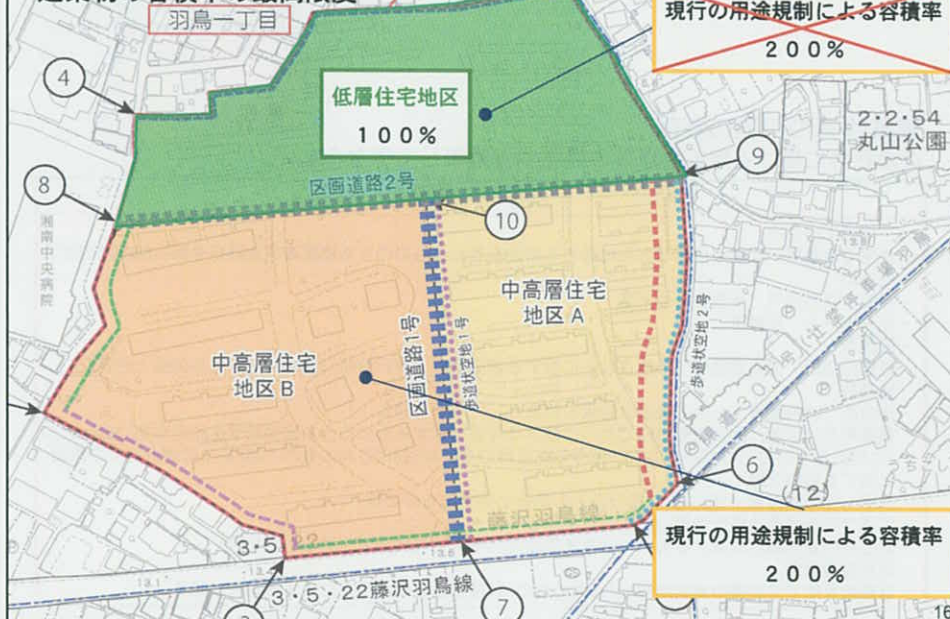 羽鳥一丁目
現行の用途規制による容積率
200%
④
低層住宅地区
100%
2・2・54
丸山公園
⑨
⑧
区画道路2号
⑩
湘南中央病院
中高層住宅
地区A
中高層住宅
地区B
区画道路1号
歩道状空地1号
歩道状空地2号
⑥
(12)
藤沢羽鳥線
現行の用途規制による容積率
200%
3・5
3・5・22藤沢羽鳥線
⑦
16